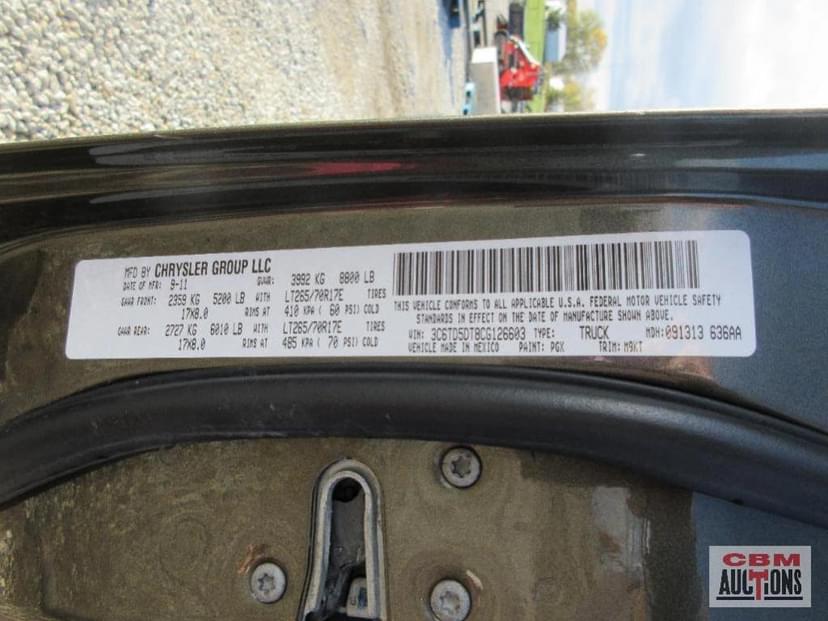 MFD BY CHRYSLER GROUP LLC
DATE OF MFR: 9-11 GVWR: 3992 KG 8800 LB
GAWR FRONT: 2359 KG 5200 LB WITH LT265/70R17E TIRES
17X8.0 RIMS AT 410 KPA ( 60 PSI) COLD
GAWR REAR: 2727 KG 6010 LB WITH LT265/70R17E TIRES
17X8.0 RIMS AT 485 KPA ( 70 PSI) COLD
THIS VEHICLE CONFORMS TO ALL APPLICABLE U.S.A. FEDERAL MOTOR VEHICLE SAFETY
STANDARDS IN EFFECT ON THE DATE OF MANUFACTURE SHOWN ABOVE.
VIN: 3C6TD5DT8CG126603 TYPE: TRUCK MDH: 091313 636AA
VEHICLE MADE IN MEXICO PAINT: PGX TRIM: M9KT
CBM
AUCTIONS